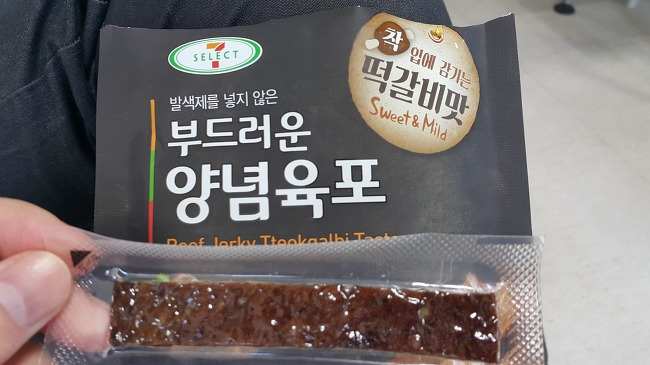 7
SELECT
착
입에 감기는
떡갈비맛
Sweet & Mild
발색제를 넣지 않은
부드러운
양념육포
Beef Jerky Tteokgalbi Taste